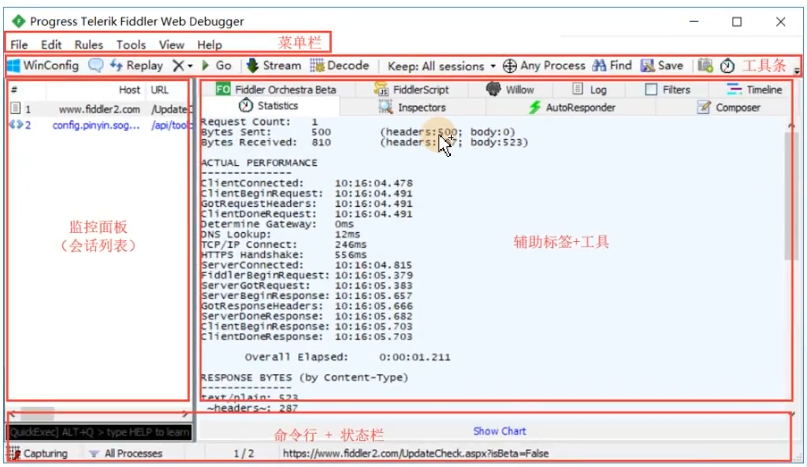 Progress Telerik Fiddler Web Debugger
File Edit Rules Tools View Help 菜单栏
WinConfig Replay X Go Stream Decode Keep: All sessions Any Process Find Save 工具条
# Host URL
1 www.fiddler2.com /UpdateC
2 config.pinyin.sog... /api/tool
监控面板
（会话列表）
FO Fiddler Orchestra Beta FiddlerScript Willow Log Filters Timeline
Statistics Inspectors AutoResponder Composer
Request Count: 1
Bytes Sent: 500 (headers:500; body:0)
Bytes Received: 810 (headers: 7; body:523)
ACTUAL PERFORMANCE
--------------
ClientConnected: 10:16:04.478
ClientBeginRequest: 10:16:04.491
GotRequestHeaders: 10:16:04.491
ClientDoneRequest: 10:16:04.491
Determine Gateway: 0ms
DNS Lookup: 12ms
TCP/IP Connect: 246ms
HTTPS Handshake: 556ms
ServerConnected: 10:16:04.815
FiddlerBeginRequest: 10:16:05.379
ServerGotRequest: 10:16:05.383
ServerBeginResponse: 10:16:05.657
GotResponseHeaders: 10:16:05.666
ServerDoneResponse: 10:16:05.682
ClientBeginResponse: 10:16:05.703
ClientDoneResponse: 10:16:05.703
Overall Elapsed: 0:00:01.211
RESPONSE BYTES (by Content-Type)
--------------
text/plain: 523
~headers~: 287
辅助标签+工具
[QuickExec] ALT+Q > type HELP to learn
命令行 + 状态栏
Show Chart
Capturing All Processes 1 / 2 https://www.fiddler2.com/UpdateCheck.aspx?isBeta=False